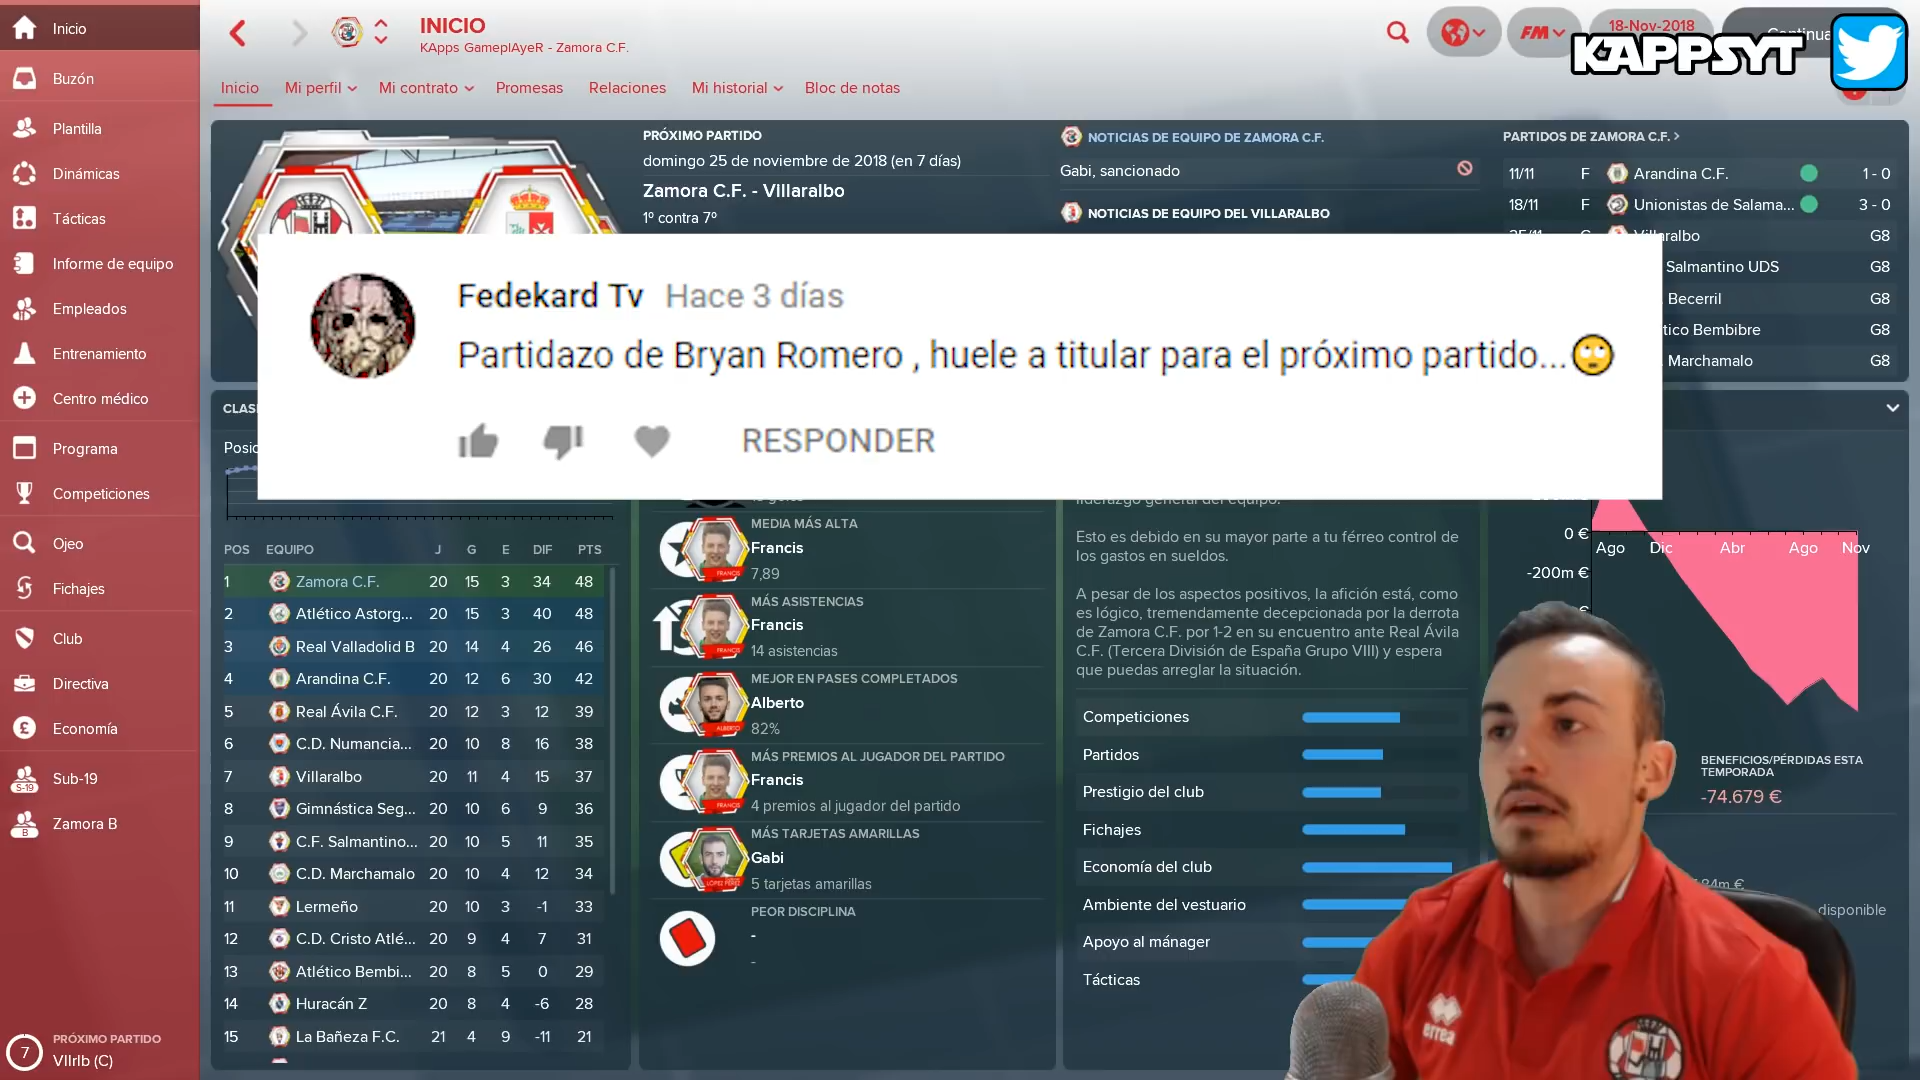 Inicio
Buzón
Plantilla
Dinámicas
Tácticas
Informe de equipo
Empleados
Entrenamiento
Centro médico
Programa
Competiciones
Ojeo
Fichajes
Club
Directiva
Economía
Sub-19
Zamora B
7
PRÓXIMO PARTIDO
Vllrlb (C)
INICIO
KApps GameplAyeR - Zamora C.F.
FM
18-Nov-2018
KAPPSYT
Inicio
Mi perfil
Mi contrato
Promesas
Relaciones
Mi historial
Bloc de notas
PRÓXIMO PARTIDO
domingo 25 de noviembre de 2018 (en 7 días)
Zamora C.F. - Villaralbo
1º contra 7º
NOTICIAS DE EQUIPO DE ZAMORA C.F.
Gabi, sancionado
NOTICIAS DE EQUIPO DEL VILLARALBO
PARTIDOS DE ZAMORA C.F. >
11/11 F Arandina C.F. 1 - 0
18/11 F Unionistas de Salama... 3 - 0
Villaralbo G8
Salmantino UDS G8
Becerril G8
G8
Bembibre
Marchamalo G8
Fedekard Tv Hace 3 días
Partidazo de Bryan Romero , huele a titular para el próximo partido...🙄
RESPONDER
POS EQUIPO J G E DIF PTS
1 Zamora C.F. 20 15 3 34 48
2 Atlético Astorg... 20 15 3 40 48
3 Real Valladolid B 20 14 4 26 46
4 Arandina C.F. 20 12 6 30 42
5 Real Ávila C.F. 20 12 3 12 39
6 C.D. Numancia... 20 10 8 16 38
7 Villaralbo 20 11 4 15 37
8 Gimnástica Seg... 20 10 6 9 36
9 C.F. Salmantino... 20 10 5 11 35
10 C.D. Marchamalo 20 10 4 12 34
11 Lermeño 20 10 3 -1 33
12 C.D. Cristo Atlé... 20 9 4 7 31
13 Atlético Bembi... 20 8 5 0 29
14 Huracán Z 20 8 4 -6 28
15 La Bañeza F.C. 21 4 9 -11 21
MEDIA MÁS ALTA
Francis
7,89
MÁS ASISTENCIAS
Francis
14 asistencias
MEJOR EN PASES COMPLETADOS
Alberto
82%
MÁS PREMIOS AL JUGADOR DEL PARTIDO
Francis
4 premios al jugador del partido
MÁS TARJETAS AMARILLAS
Gabi
5 tarjetas amarillas
PEOR DISCIPLINA
-
-
liderazgo general del equipo.
Esto es debido en su mayor parte a tu férreo control de
los gastos en sueldos.
A pesar de los aspectos positivos, la afición está, como
es lógico, tremendamente decepcionada por la derrota
de Zamora C.F. por 1-2 en su encuentro ante Real Ávila
C.F. (Tercera División de España Grupo VIII) y espera
que puedas arreglar la situación.
Competiciones
Partidos
Prestigio del club
Fichajes
Economía del club
Ambiente del vestuario
Apoyo al mánager
Tácticas
0 €
-200m €
Ago Dic Abr Ago Nov
BENEFICIOS/PÉRDIDAS ESTA
TEMPORADA
-74.679 €
disponible
errea